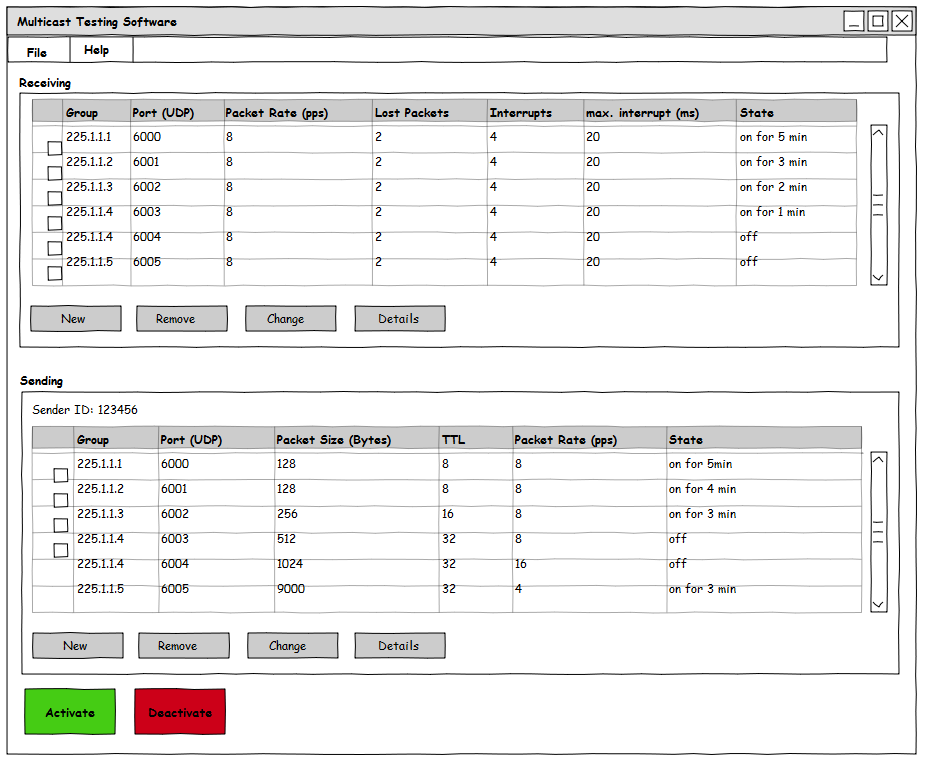 Multicast Testing Software
File Help
Receiving
Group Port (UDP) Packet Rate (pps) Lost Packets Interrupts max. interrupt (ms) State
225.1.1.1 6000 8 2 4 20 on for 5 min
225.1.1.2 6001 8 2 4 20 on for 3 min
225.1.1.3 6002 8 2 4 20 on for 2 min
225.1.1.4 6003 8 2 4 20 on for 1 min
225.1.1.4 6004 8 2 4 20 off
225.1.1.5 6005 8 2 4 20 off
New Remove Change Details
Sending
Sender ID: 123456
Group Port (UDP) Packet Size (Bytes) TTL Packet Rate (pps) State
225.1.1.1 6000 128 8 8 on for 5min
225.1.1.2 6001 128 8 8 on for 4 min
225.1.1.3 6002 256 16 8 on for 3 min
225.1.1.4 6003 512 32 8 off
225.1.1.4 6004 1024 32 16 off
225.1.1.5 6005 9000 32 4 on for 3 min
New Remove Change Details
Activate Deactivate